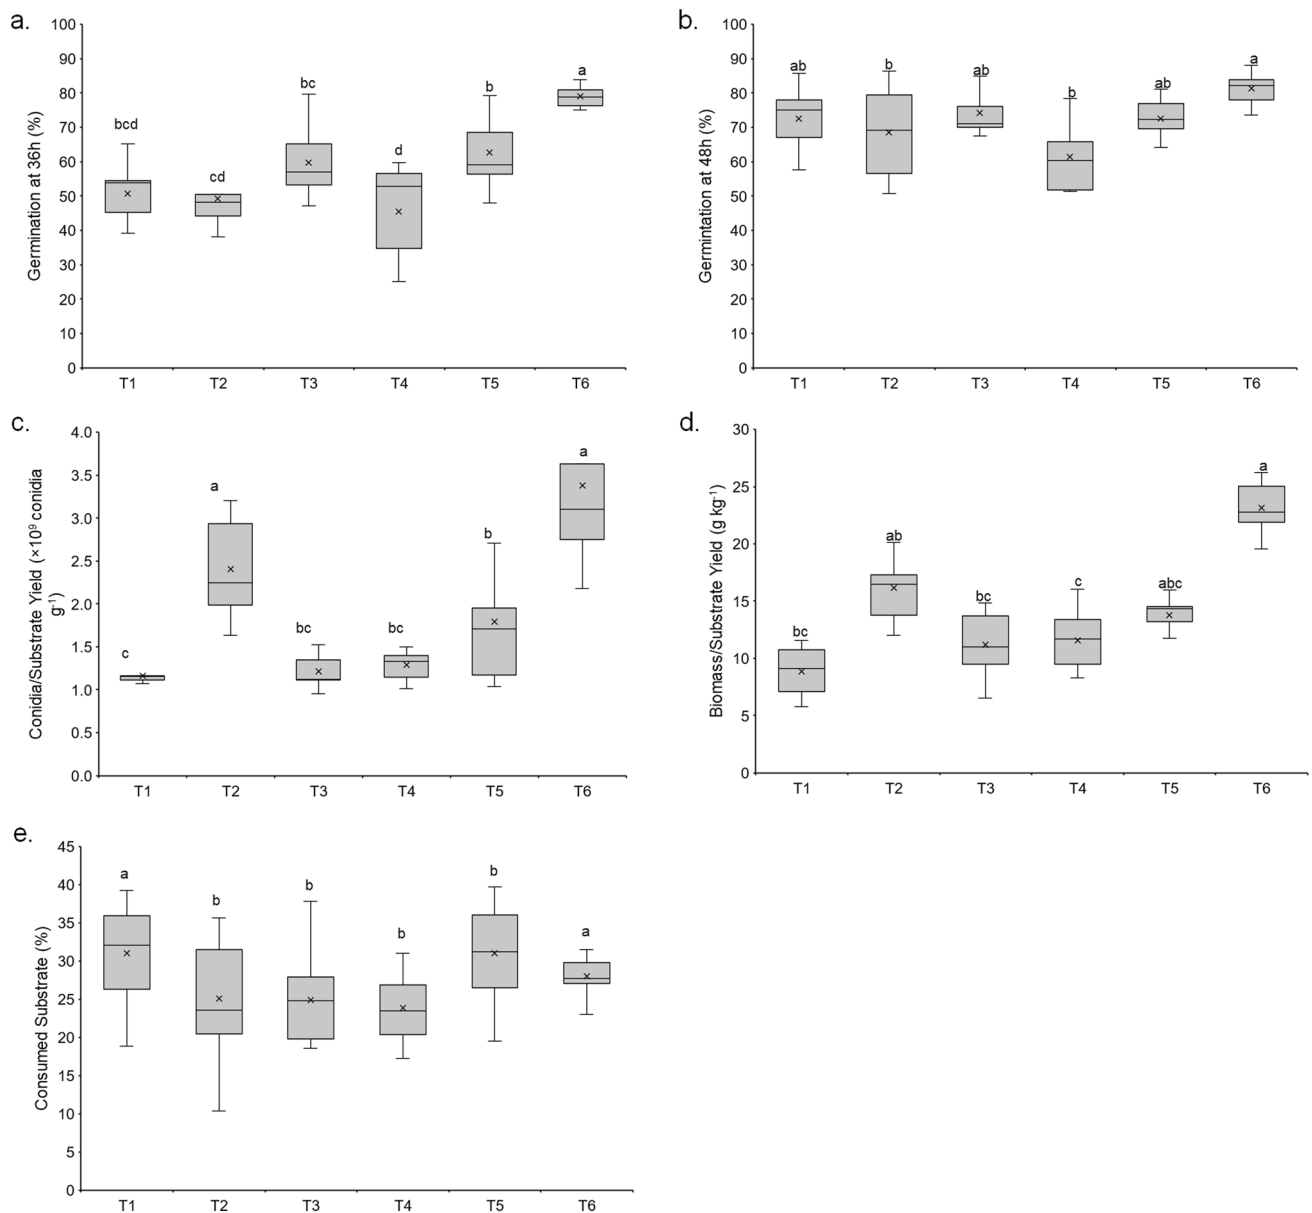 a.
Germination at 36h (%)
100
90
80
70
60
50
40
30
20
10
0
bcd
cd
bc
d
b
a
T1 T2 T3 T4 T5 T6
b.
Germintation at 48h (%)
100
90
80
70
60
50
40
30
20
10
0
ab
b
ab
b
ab
a
T1 T2 T3 T4 T5 T6
c.
Conidia/Substrate Yield (×10⁹ conidia
g⁻¹)
4.0
3.5
3.0
2.5
2.0
1.5
1.0
0.5
0.0
c
a
bc
bc
b
a
T1 T2 T3 T4 T5 T6
d.
Biomass/Substrate Yield (g kg⁻¹)
30
25
20
15
10
5
0
bc
ab
bc
c
abc
a
T1 T2 T3 T4 T5 T6
e.
Consumed Substrate (%)
45
40
35
30
25
20
15
10
5
0
a
b
b
b
b
a
T1 T2 T3 T4 T5 T6